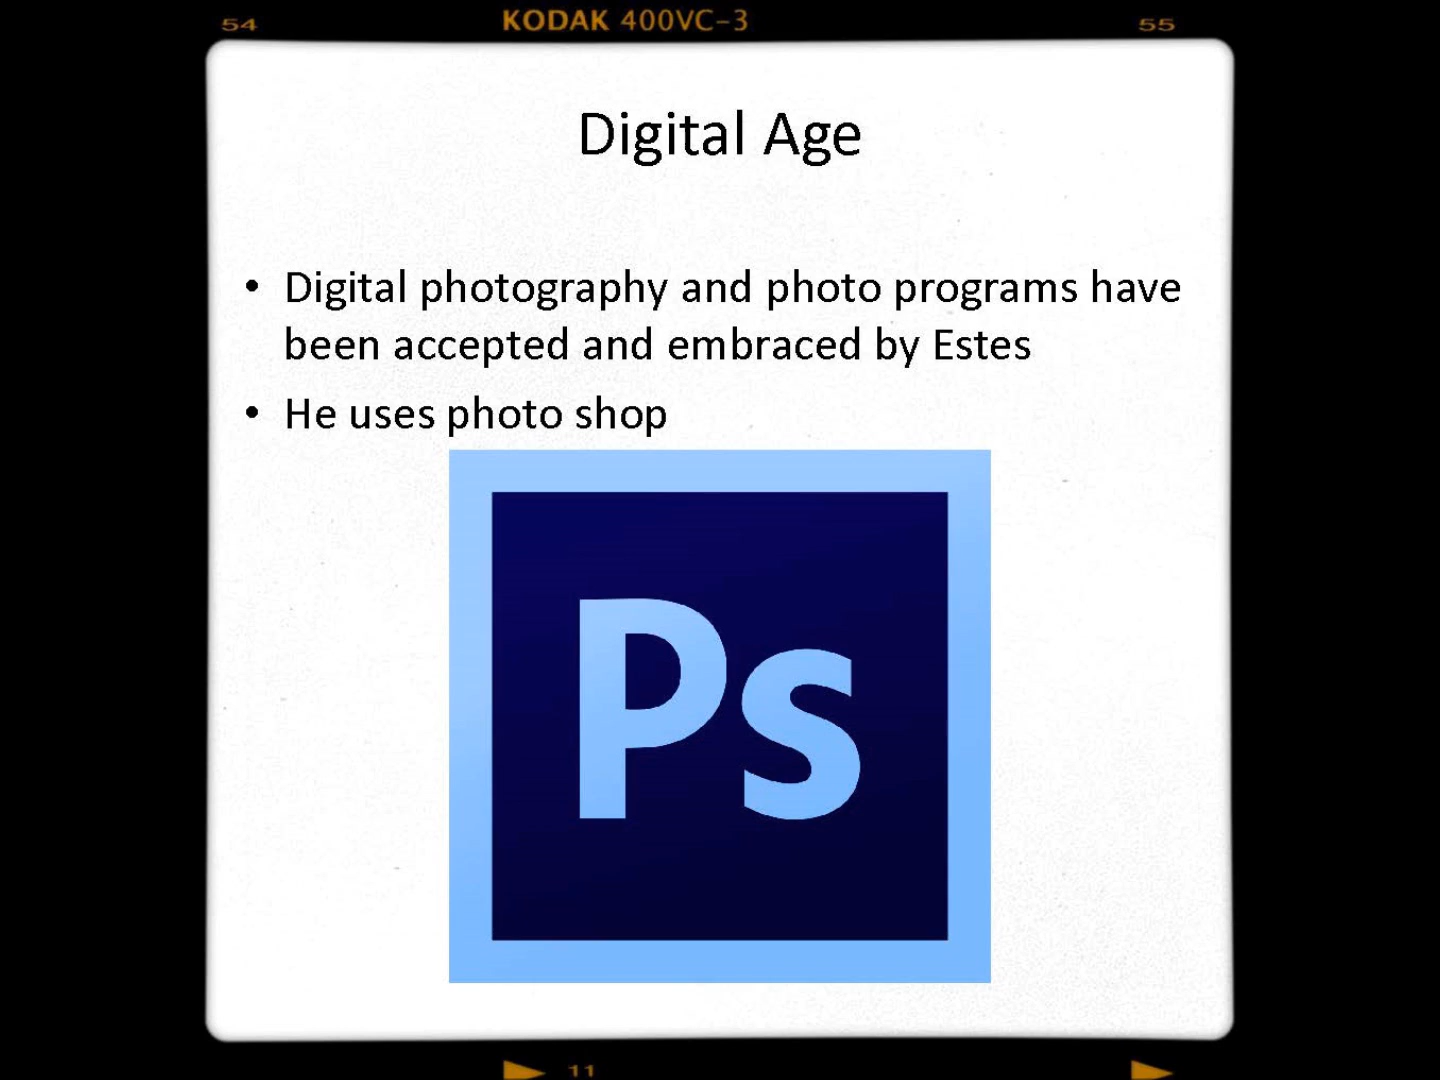 54 KODAK 400VC-3 55
Digital Age
• Digital photography and photo programs have
been accepted and embraced by Estes
• He uses photo shop
Ps
11